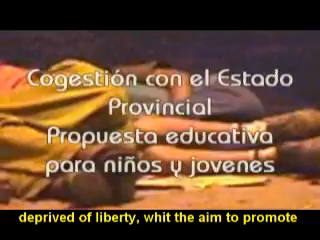 Cogestión con el Estado
Provincial
Propuesta educativa
para niños y jovenes
deprived of liberty, whit the aim to promote